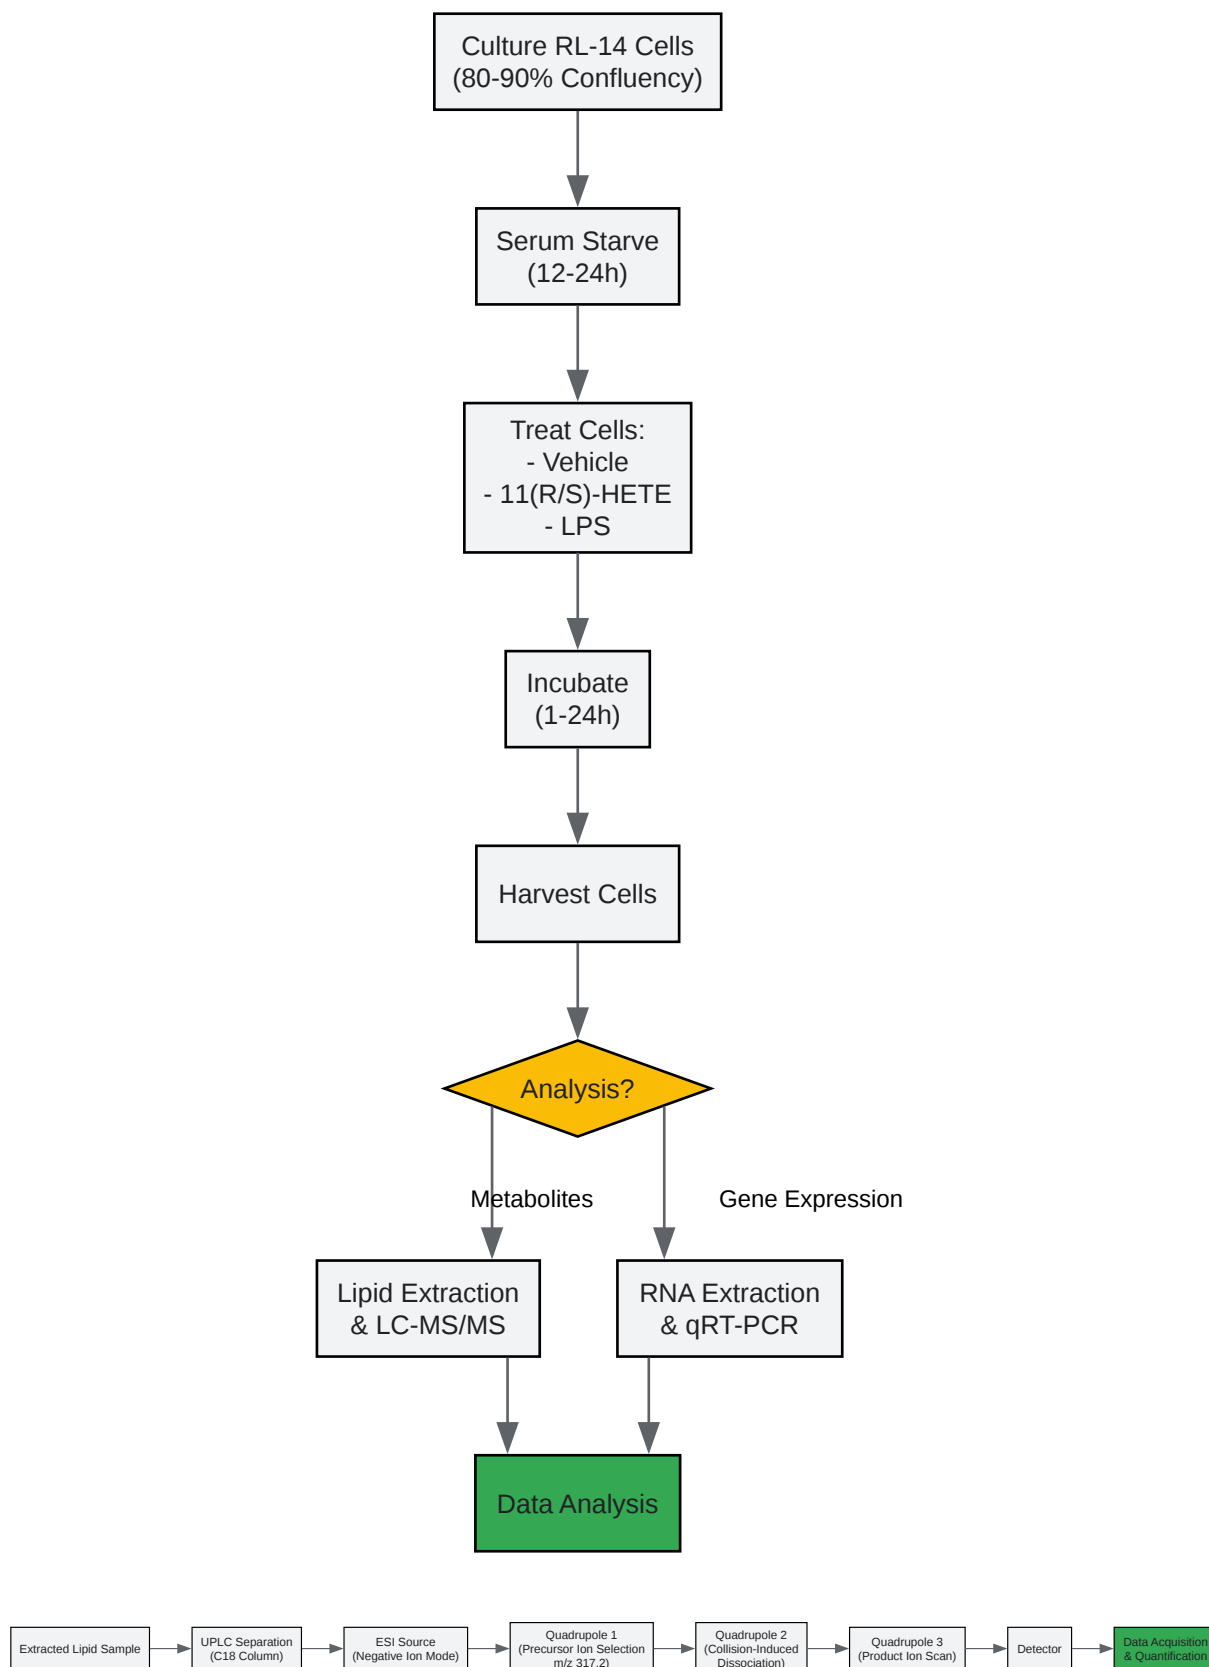 Culture RL-14 Cells
(80-90% Confluency)
Serum Starve
(12-24h)
Treat Cells:
- Vehicle
- 11(R/S)-HETE
- LPS
Incubate
(1-24h)
Harvest Cells
Analysis?
Metabolites
Gene Expression
Lipid Extraction
& LC-MS/MS
RNA Extraction
& qRT-PCR
Data Analysis
Extracted Lipid Sample
UPLC Separation
(C18 Column)
ESI Source
(Negative Ion Mode)
Quadrupole 1
(Precursor Ion Selection
m/z 317.2)
Quadrupole 2
(Collision-Induced
Dissociation)
Quadrupole 3
(Product Ion Scan)
Detector
Data Acquisition
& Quantification